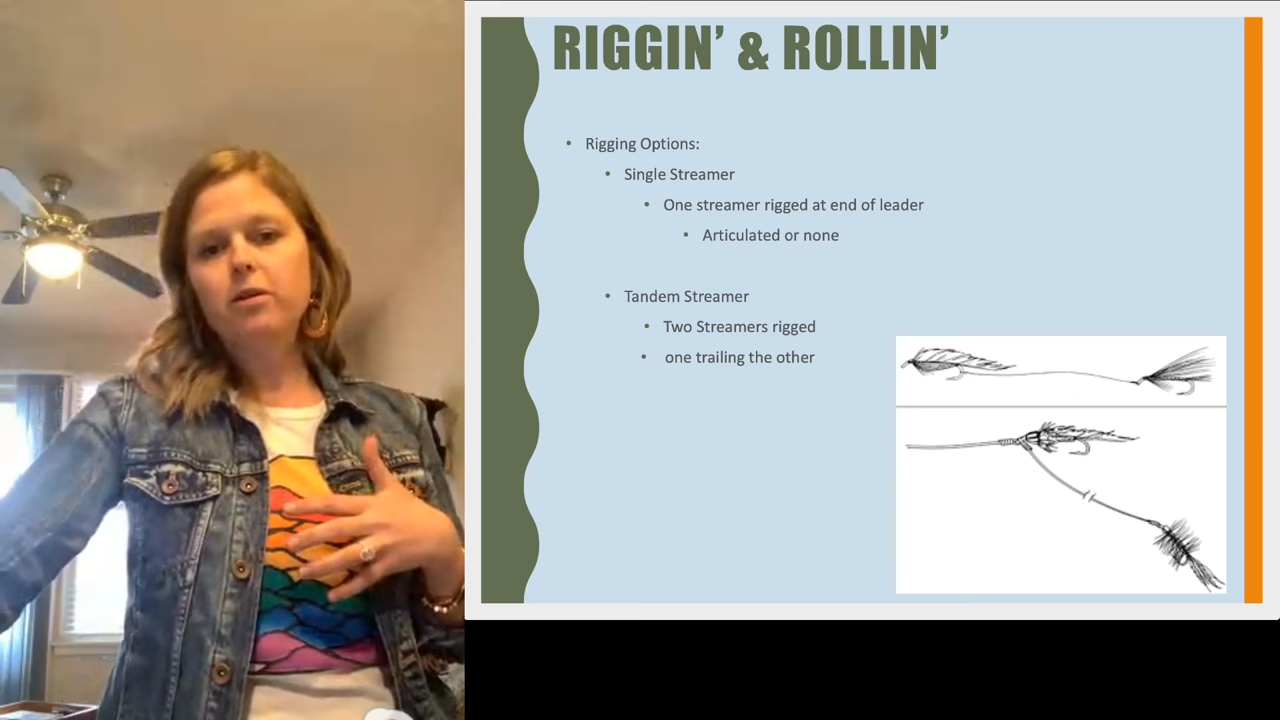 RIGGIN’ & ROLLIN’
• Rigging Options:
• Single Streamer
• One streamer rigged at end of leader
• Articulated or none
• Tandem Streamer
• Two Streamers rigged
• one trailing the other